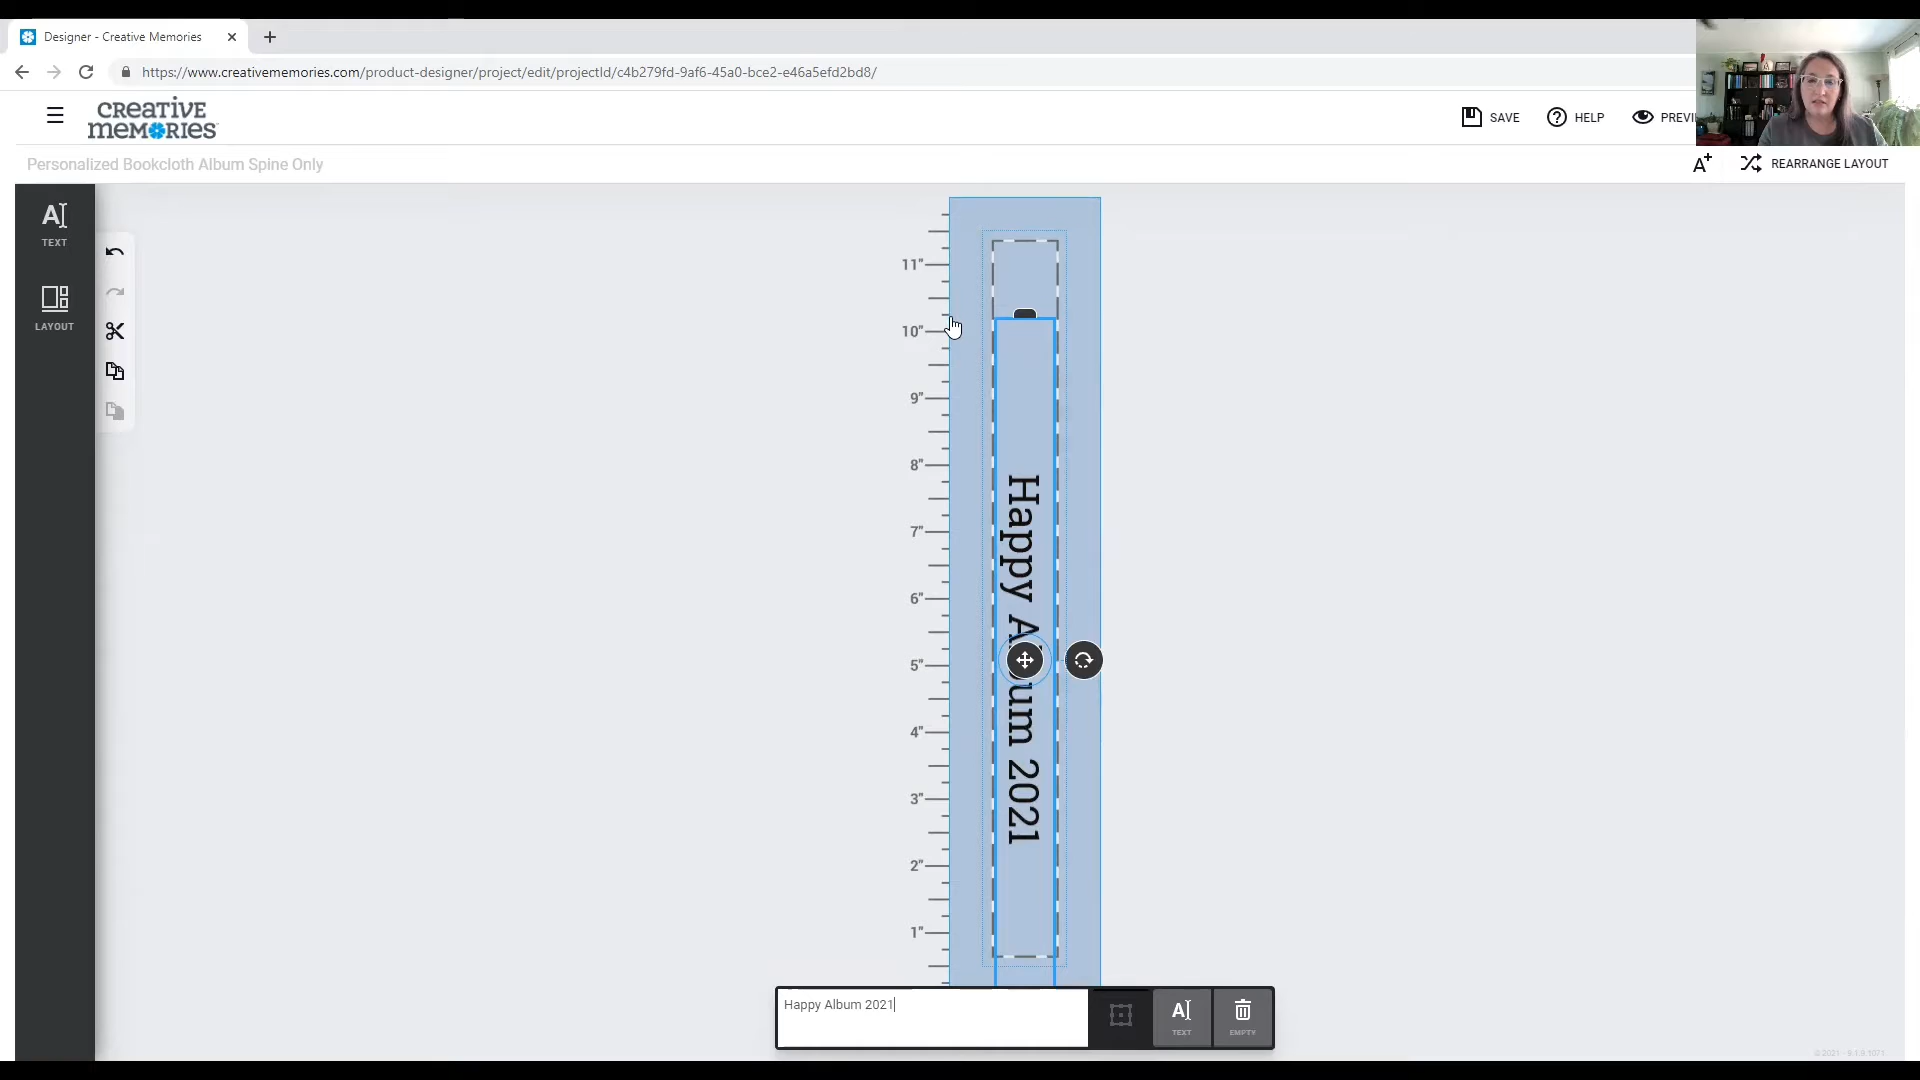 Designer - Creative Memories
https://www.creativememories.com/product-designer/project/edit/projectId/c4b279fd-9af6-45a0-bce2-e46a5efd2bd8/
CREATIVE
MEMORIES
SAVE
HELP
PREVI
Personalized Bookcloth Album Spine Only
A+
REARRANGE LAYOUT
TEXT
LAYOUT
11"
10"
9"
8"
7"
6"
5"
4"
3"
2"
1"
Happy A um 2021
Happy Album 2021
TEXT
EMPTY